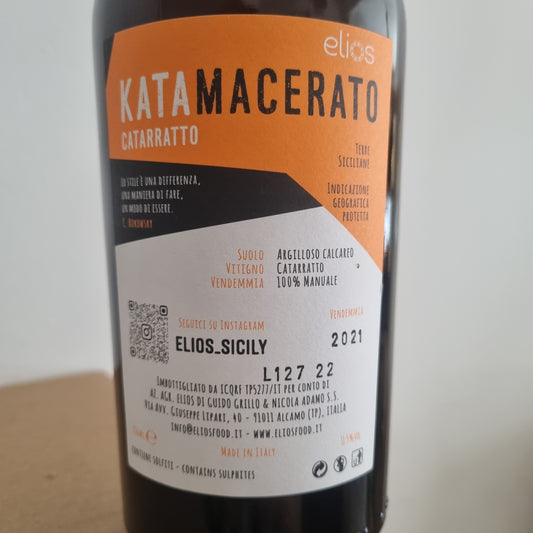 elios
KATAMACERATO
CATARRATTO
Terre
Siciliane
Lo stile è una differenza,
una maniera di fare,
un modo di essere.
C. Bukowsky
Indicazione
geografica
protetta
Suolo Argilloso calcareo
Vitigno Catarratto
Vendemmia 100% Manuale
Seguici su Instagram
ELIOS_SICILY
Vendemmia
2021
L127 22
Imbottigliato da ICQRF TP5277/IT per conto di
Az. Agr. Elios di Guido Grillo & Nicola Adamo S.S.
Via Avv. Giuseppe Lipari, 40 - 91011 Alcamo (TP), Italia
info@eliosfood.it - www.eliosfood.it
Made in Italy
Contiene solfiti - Contains sulphites